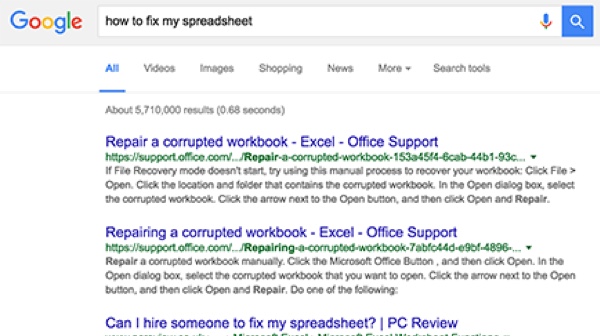 Google how to fix my spreadsheet
All Videos Images Shopping News More Search tools
About 5,710,000 results (0.68 seconds)
Repair a corrupted workbook - Excel - Office Support
https://support.office.com/.../Repair-a-corrupted-workbook-153a45f4-6cab-44b1-93c...
If File Recovery mode doesn't start, try using this manual process to recover your workbook: Click File >
Open. Click the location and folder that contains the corrupted workbook. In the Open dialog box, select
the corrupted workbook. Click the arrow next to the Open button, and then click Open and Repair.
Repairing a corrupted workbook - Excel - Office Support
https://support.office.com/.../Repairing-a-corrupted-workbook-7abfc44d-e9bf-4896-...
Repair a corrupted workbook manually. Click the Microsoft Office Button , and then click Open. In the
Open dialog box, select the corrupted workbook that you want to open. Click the arrow next to the Open
button, and then click Open and Repair. Do one of the following:
Can I hire someone to fix my spreadsheet? | PC Review